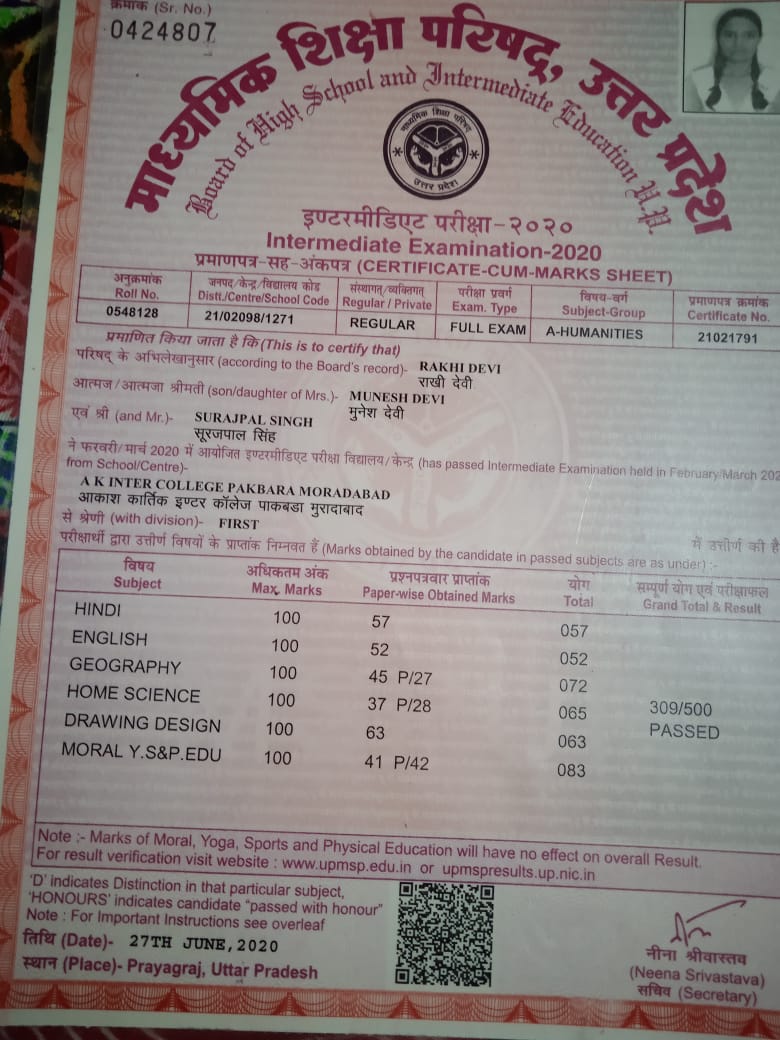 क्रमांक (Sr. No.)
0424807
माध्यमिक शिक्षा परिषद्, उत्तर प्रदेश
Board of High School and Intermediate Education U.P.
माध्यमिक शिक्षा परिषद
उत्तर प्रदेश
इण्टरमीडिएट परीक्षा-२०२०
Intermediate Examination-2020
प्रमाणपत्र-सह-अंकपत्र (CERTIFICATE-CUM-MARKS SHEET)
अनुक्रमांक जनपद/केन्द्र/विद्यालय कोड संस्थागत/व्यक्तिगत् परीक्षा प्रवर्ग विषय-वर्ग प्रमाणपत्र क्रमांक
Roll No. Distt./Centre/School Code Regular / Private Exam. Type Subject-Group Certificate No.
0548128 21/02098/1271 REGULAR FULL EXAM A-HUMANITIES 21021791
प्रमाणित किया जाता है कि (This is to certify that)
परिषद् के अभिलेखानुसार (according to the Board's record)- RAKHI DEVI
राखी देवी
आत्मज/आत्मजा श्रीमती (son/daughter of Mrs.)- MUNESH DEVI
मुनेश देवी
एवं श्री (and Mr.)- SURAJPAL SINGH
सूरजपाल सिंह
ने फरवरी/मार्च 2020 में आयोजित इण्टरमीडिएट परीक्षा विद्यालय/केन्द्र (has passed Intermediate Examination held in February/March 202
from School/Centre)-
A K INTER COLLEGE PAKBARA MORADABAD
आकाश कार्तिक इण्टर कॉलेज पाकबडा मुरादाबाद
से श्रेणी (with division)- FIRST में उत्तीर्ण की है
परीक्षार्थी द्वारा उत्तीर्ण विषयों के प्राप्तांक निम्नवत हैं (Marks obtained by the candidate in passed subjects are as under) :-
विषय अधिकतम अंक प्रश्नपत्रवार प्राप्तांक योग सम्पूर्ण योग एवं परीक्षाफल
Subject Max. Marks Paper-wise Obtained Marks Total Grand Total & Result
HINDI 100 57 057
ENGLISH 100 52 052
GEOGRAPHY 100 45 P/27 072
HOME SCIENCE 100 37 P/28 065 309/500
DRAWING DESIGN 100 63 063 PASSED
MORAL Y.S&P.EDU 100 41 P/42 083
Note :- Marks of Moral, Yoga, Sports and Physical Education will have no effect on overall Result.
For result verification visit website : www.upmsp.edu.in or upmspresults.up.nic.in
'D' indicates Distinction in that particular subject,
'HONOURS' indicates candidate "passed with honour"
Note : For Important Instructions see overleaf
तिथि (Date)- 27TH JUNE, 2020
स्थान (Place)- Prayagraj, Uttar Pradesh
नीना श्रीवास्तव
(Neena Srivastava)
सचिव (Secretary)